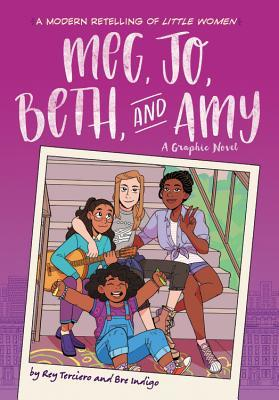 A MODERN RETELLING OF LITTLE WOMEN
MEG, JO,
BETH, AND AMY
A Graphic Novel
by Rey Terciero and Bre Indigo